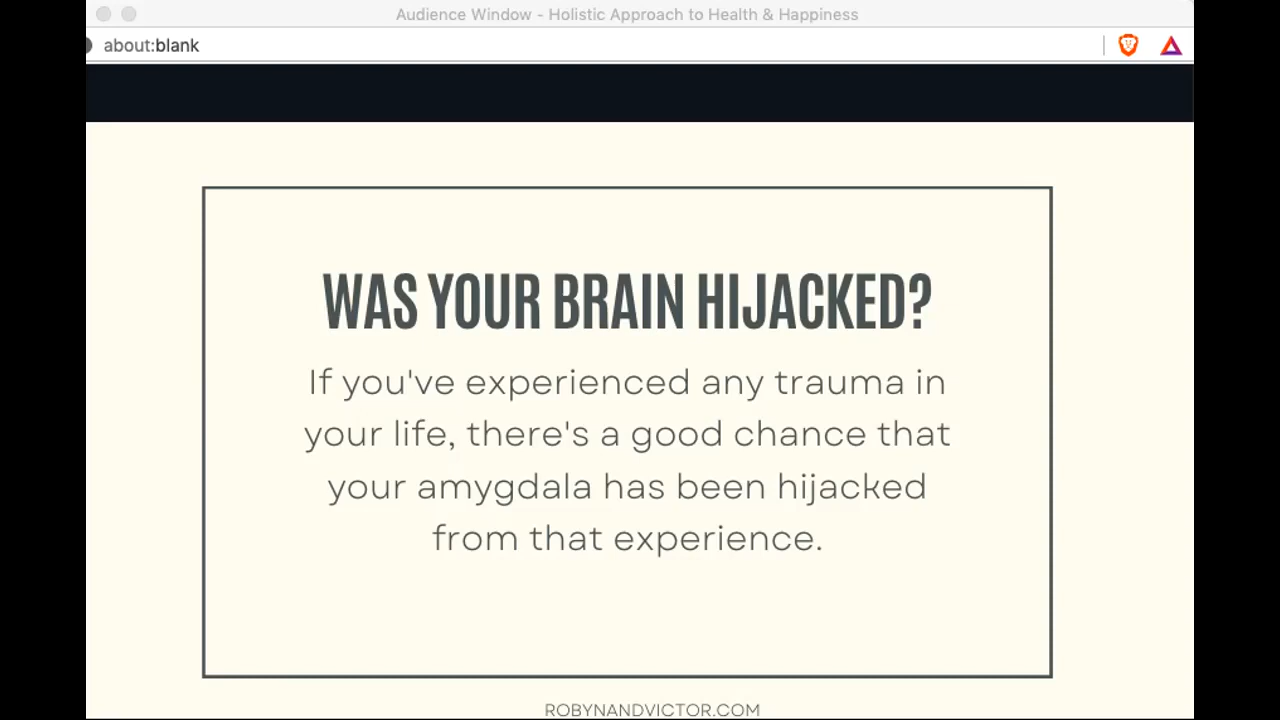 Audience Window - Holistic Approach to Health & Happiness
about:blank
WAS YOUR BRAIN HIJACKED?
If you've experienced any trauma in
your life, there's a good chance that
your amygdala has been hijacked
from that experience.
ROBYNANDVICTOR.COM